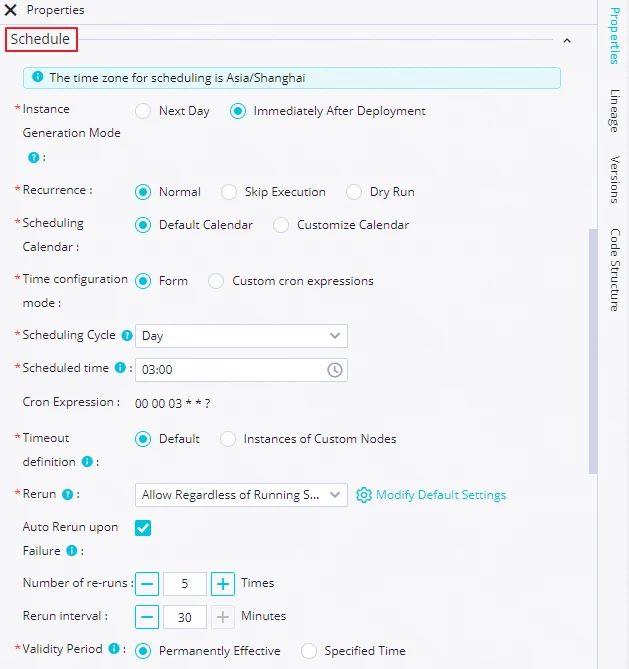 Properties
Schedule
The time zone for scheduling is Asia/Shanghai
*Instance
Generation Mode
? :
Next Day
Immediately After Deployment
*Recurrence :
Normal
Skip Execution
Dry Run
*Scheduling
Calendar :
Default Calendar
Customize Calendar
*Time configuration
mode :
Form
Custom cron expressions
*Scheduling Cycle ?
Day
*Scheduled time i :
03:00
Cron Expression : 00 00 03 * * ?
*Timeout
definition i :
Default
Instances of Custom Nodes
*Rerun ? :
Allow Regardless of Running S...
Modify Default Settings
Auto Rerun upon
Failure i :
Number of re-runs : 5 Times
Rerun interval : 30 Minutes
*Validity Period i :
Permanently Effective
Specified Time
Properties
Lineage
Versions
Code Structure